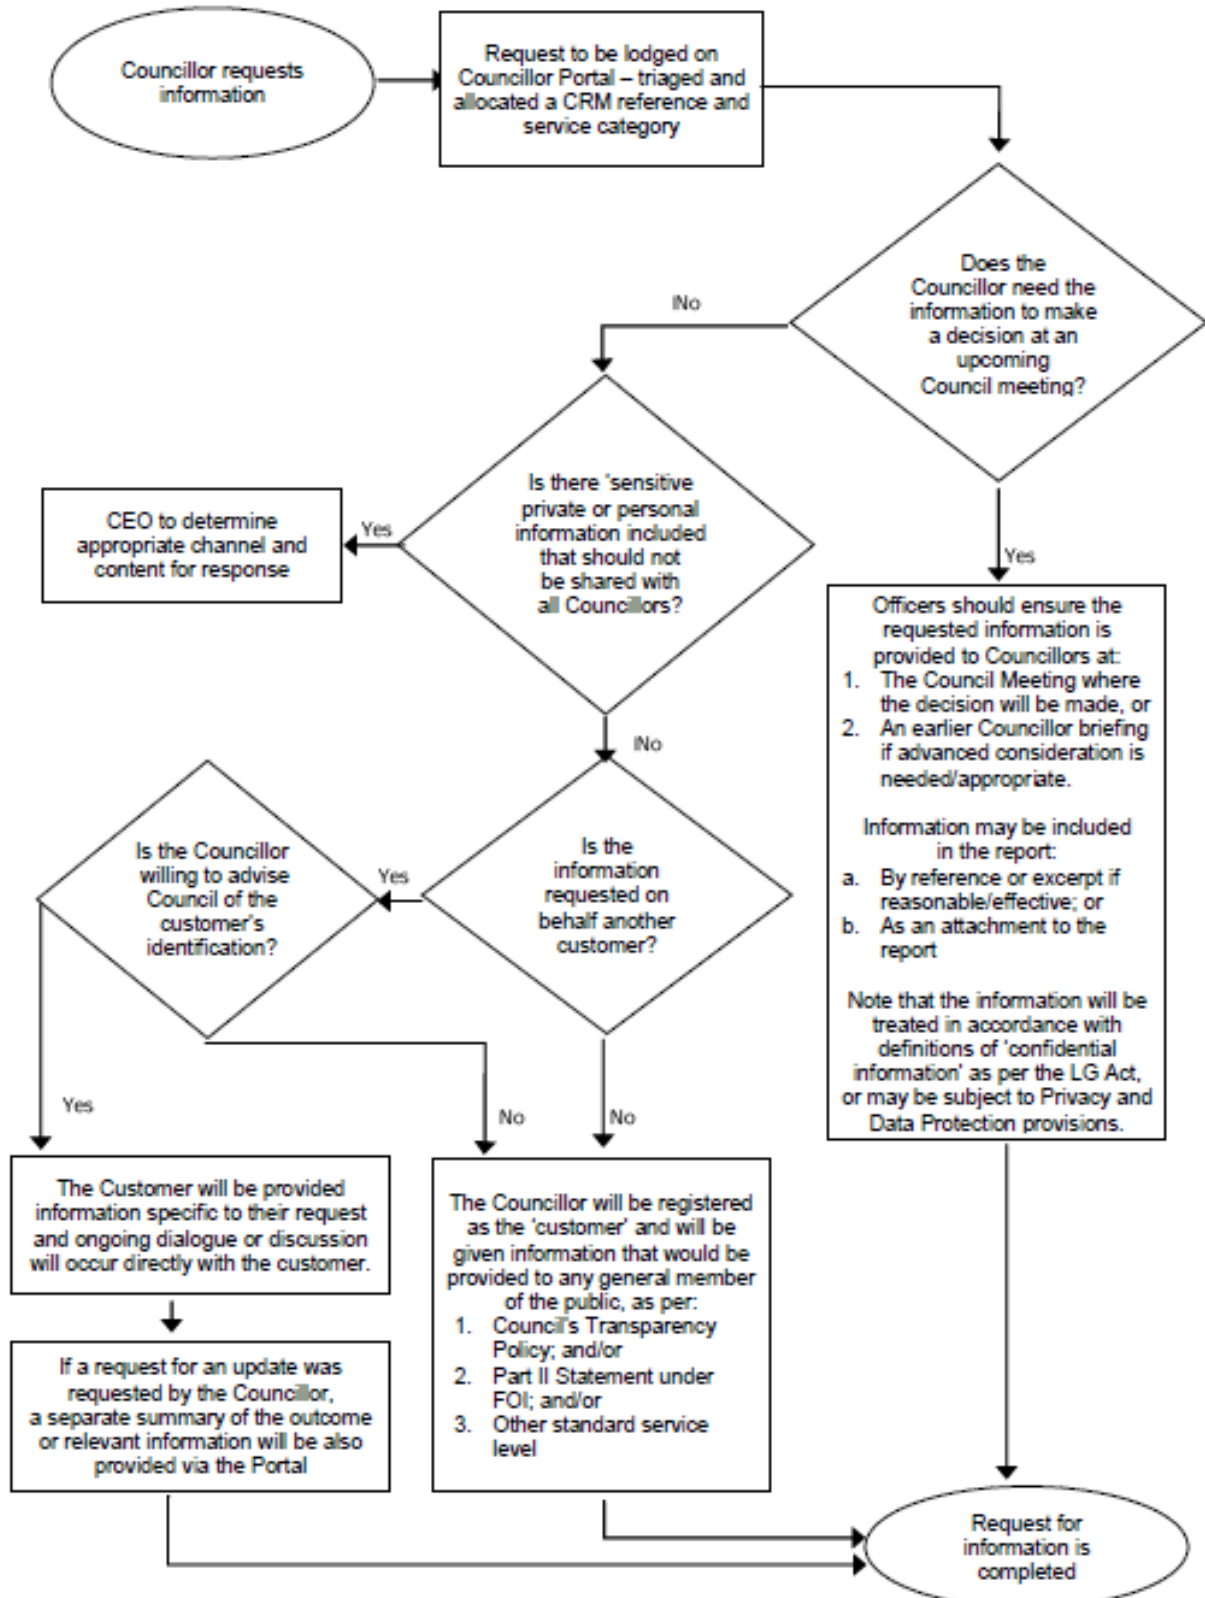 Councillor requests
information
Request to be lodged on
Councillor Portal – triaged and
allocated a CRM reference and
service category
Does the
Councillor need the
information to make
a decision at an
upcoming
Council meeting?
No
Is there 'sensitive
private or personal
information included
that should not
be shared with
all Councillors?
Yes
CEO to determine
appropriate channel and
content for response
Yes
Officers should ensure the
requested information is
provided to Councillors at:
1. The Council Meeting where
the decision will be made, or
2. An earlier Councillor briefing
if advanced consideration is
needed/appropriate.
Information may be included
in the report:
a. By reference or excerpt if
reasonable/effective; or
b. As an attachment to the
report
Note that the information will be
treated in accordance with
definitions of 'confidential
information' as per the LG Act,
or may be subject to Privacy and
Data Protection provisions.
No
Is the
information
requested on
behalf another
customer?
Yes
Is the Councillor
willing to advise
Council of the
customer's
identification?
Yes
No
No
The Customer will be provided
information specific to their request
and ongoing dialogue or discussion
will occur directly with the customer.
If a request for an update was
requested by the Councillor,
a separate summary of the outcome
or relevant information will be also
provided via the Portal
The Councillor will be registered
as the 'customer' and will be
given information that would be
provided to any general member
of the public, as per:
1. Council's Transparency
Policy; and/or
2. Part II Statement under
FOI; and/or
3. Other standard service
level
Request for
information is
completed